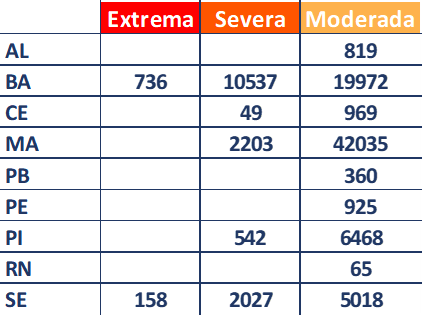 Extrema Severa Moderada
AL 819
BA 736 10537 19972
CE 49 969
MA 2203 42035
PB 360
PE 925
PI 542 6468
RN 65
SE 158 2027 5018